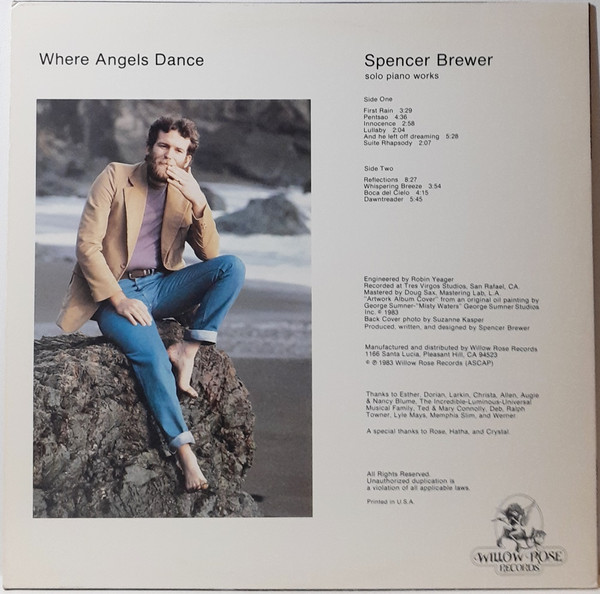 Where Angels Dance
Spencer Brewer
solo piano works
Side One
First Rain 3:29
Pentsao 4:36
Innocence 2:58
Lullaby 2:04
And he left off dreaming 5:28
Suite Rhapsody 2:07
Side Two
Reflections 8:27
Whispering Breeze 3:54
Boca del Cielo 4:15
Dawntreader 5:45
Engineered by Robin Yeager
Recorded at Tres Virgos Studios, San Rafael, CA.
Mastered by Doug Sax, Mastering Lab, L.A.
"Artwork Album Cover" from an original oil painting by
George Sumner-"Misty Waters" George Sumner Studios
Inc. © 1983
Back Cover photo by Suzanne Kasper
Produced, written, and designed by Spencer Brewer
Manufactured and distributed by Willow Rose Records
1166 Santa Lucia, Pleasant Hill, CA 94523
© ℗ 1983 Willow Rose Records (ASCAP)
Thanks to Esther, Dorian, Larkin, Christa, Allen, Augie
& Nancy Blume, The Incredible-Luminous-Universal
Musical Family, Ted & Mary Connolly, Deb, Ralph
Towner, Lyle Mays, Memphis Slim, and Werner.
A special thanks to Rose, Hatha, and Crystal.
All Rights Reserved.
Unauthorized duplication is
a violation of all applicable laws.
Printed in U.S.A.
WILLOW ROSE
RECORDS